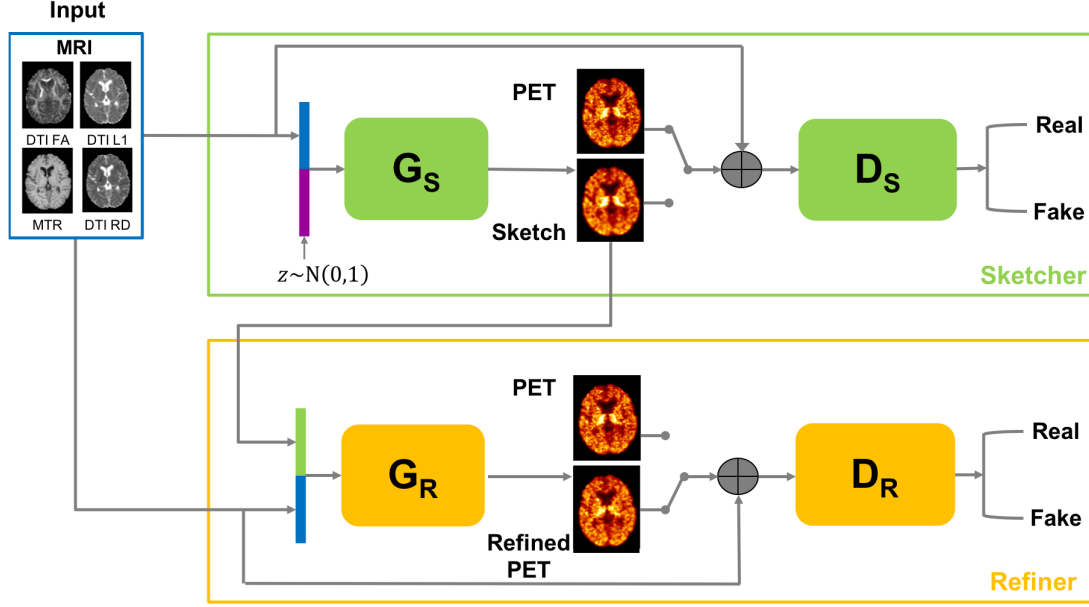 Input
MRI
DTI FA
DTI L1
MTR
DTI RD
z~N(0,1)
G_S
PET
Sketch
D_S
Real
Fake
Sketcher
G_R
PET
Refined
PET
D_R
Real
Fake
Refiner